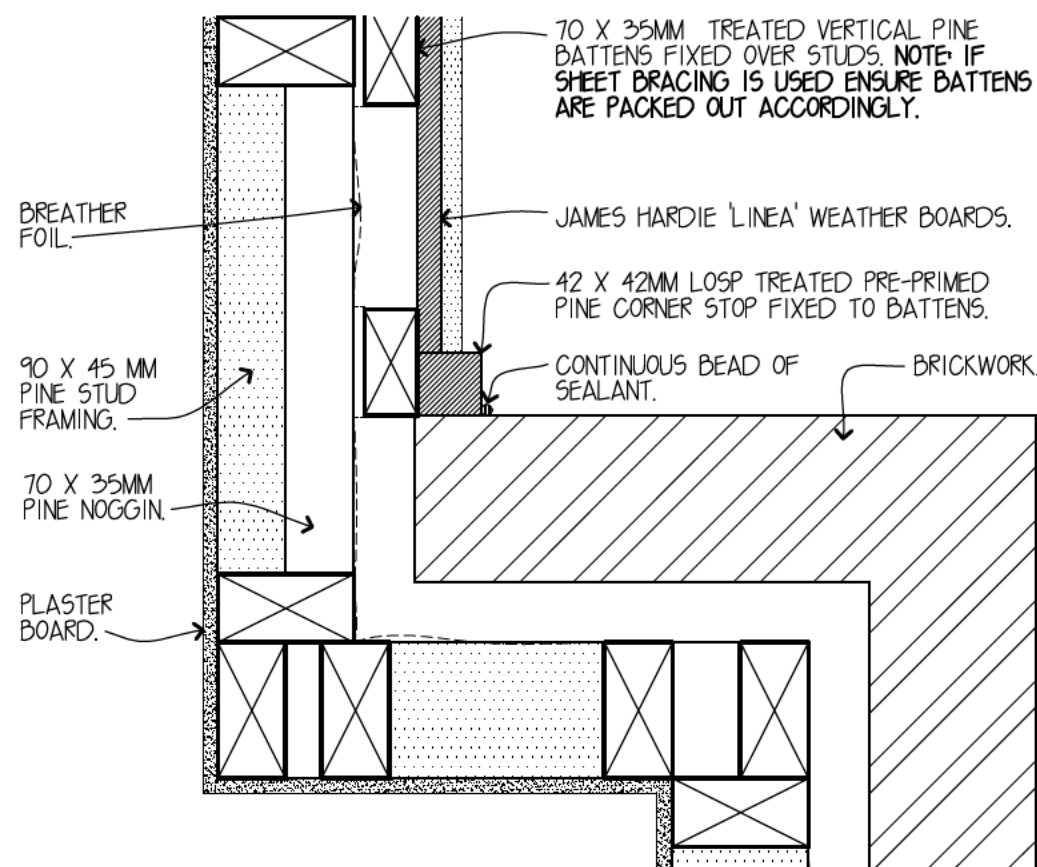 70 X 35MM TREATED VERTICAL PINE
BATTENS FIXED OVER STUDS. NOTE: IF
SHEET BRACING IS USED ENSURE BATTENS
ARE PACKED OUT ACCORDINGLY.
BREATHER
FOIL.
JAMES HARDIE 'LINEA' WEATHER BOARDS.
42 X 42MM LOSP TREATED PRE-PRIMED
PINE CORNER STOP FIXED TO BATTENS.
90 X 45 MM
PINE STUD
FRAMING.
CONTINUOUS BEAD OF
SEALANT.
BRICKWORK.
70 X 35MM
PINE NOGGIN.
PLASTER
BOARD.